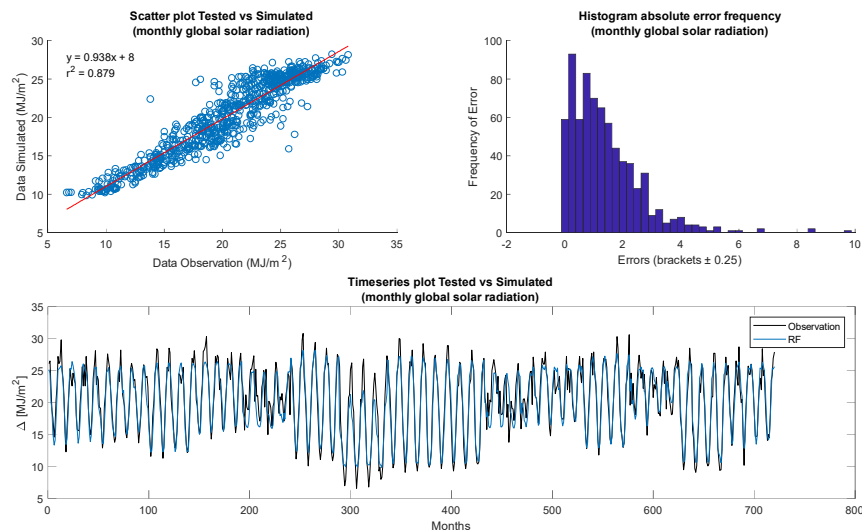 Scatter plot Tested vs Simulated
(monthly global solar radiation)
y = 0.938x + 8
r² = 0.879
Data Simulated (MJ/m²)
30
25
20
15
10
5
5 10 15 20 25 30 35
Data Observation (MJ/m²)
Histogram absolute error frequency
(monthly global solar radiation)
Frequency of Error
100
80
60
40
20
0
-2 0 2 4 6 8 10
Errors (brackets ± 0.25)
Timeseries plot Tested vs Simulated
(monthly global solar radiation)
Δ [MJ/m²]
35
30
25
20
15
10
5
Observation
RF
0 100 200 300 400 500 600 700 800
Months